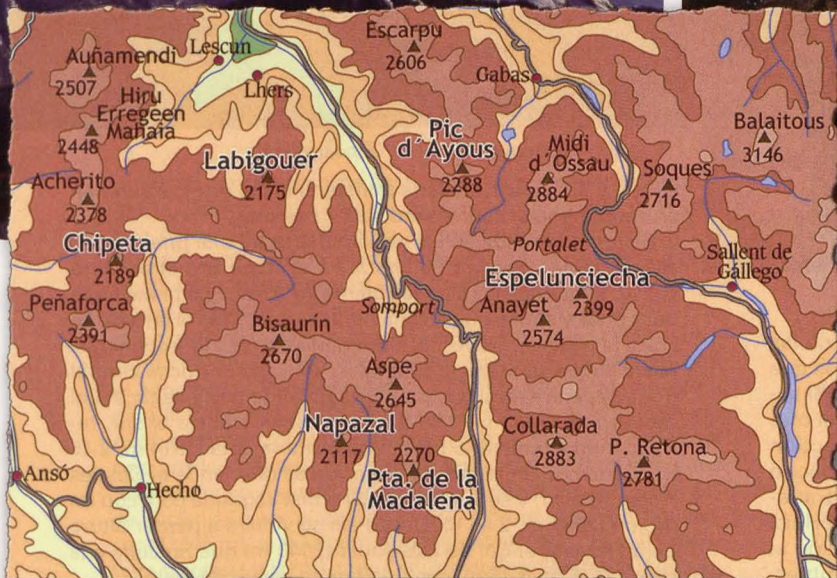 Escarpu
2606
Auñamendi
2507
Lescun
Lhers
Gabas
Hiru
Erregeen
Mahaia
2448
Labigouer
2175
Pic
d´Ayous
2288
Midi
d´Ossau
2884
Soques
2716
Balaitous
3146
Acherito
2378
Chipeta
2189
Portalet
Sallent de
Gállego
Espelunciecha
2399
Peñaforca
2391
Somport
Anayet
2574
Bisaurín
2670
Aspe
2645
Napazal
2117
2270
Pta. de la
Madalena
Collarada
2883
P. Retona
2781
Ansó
Hecho